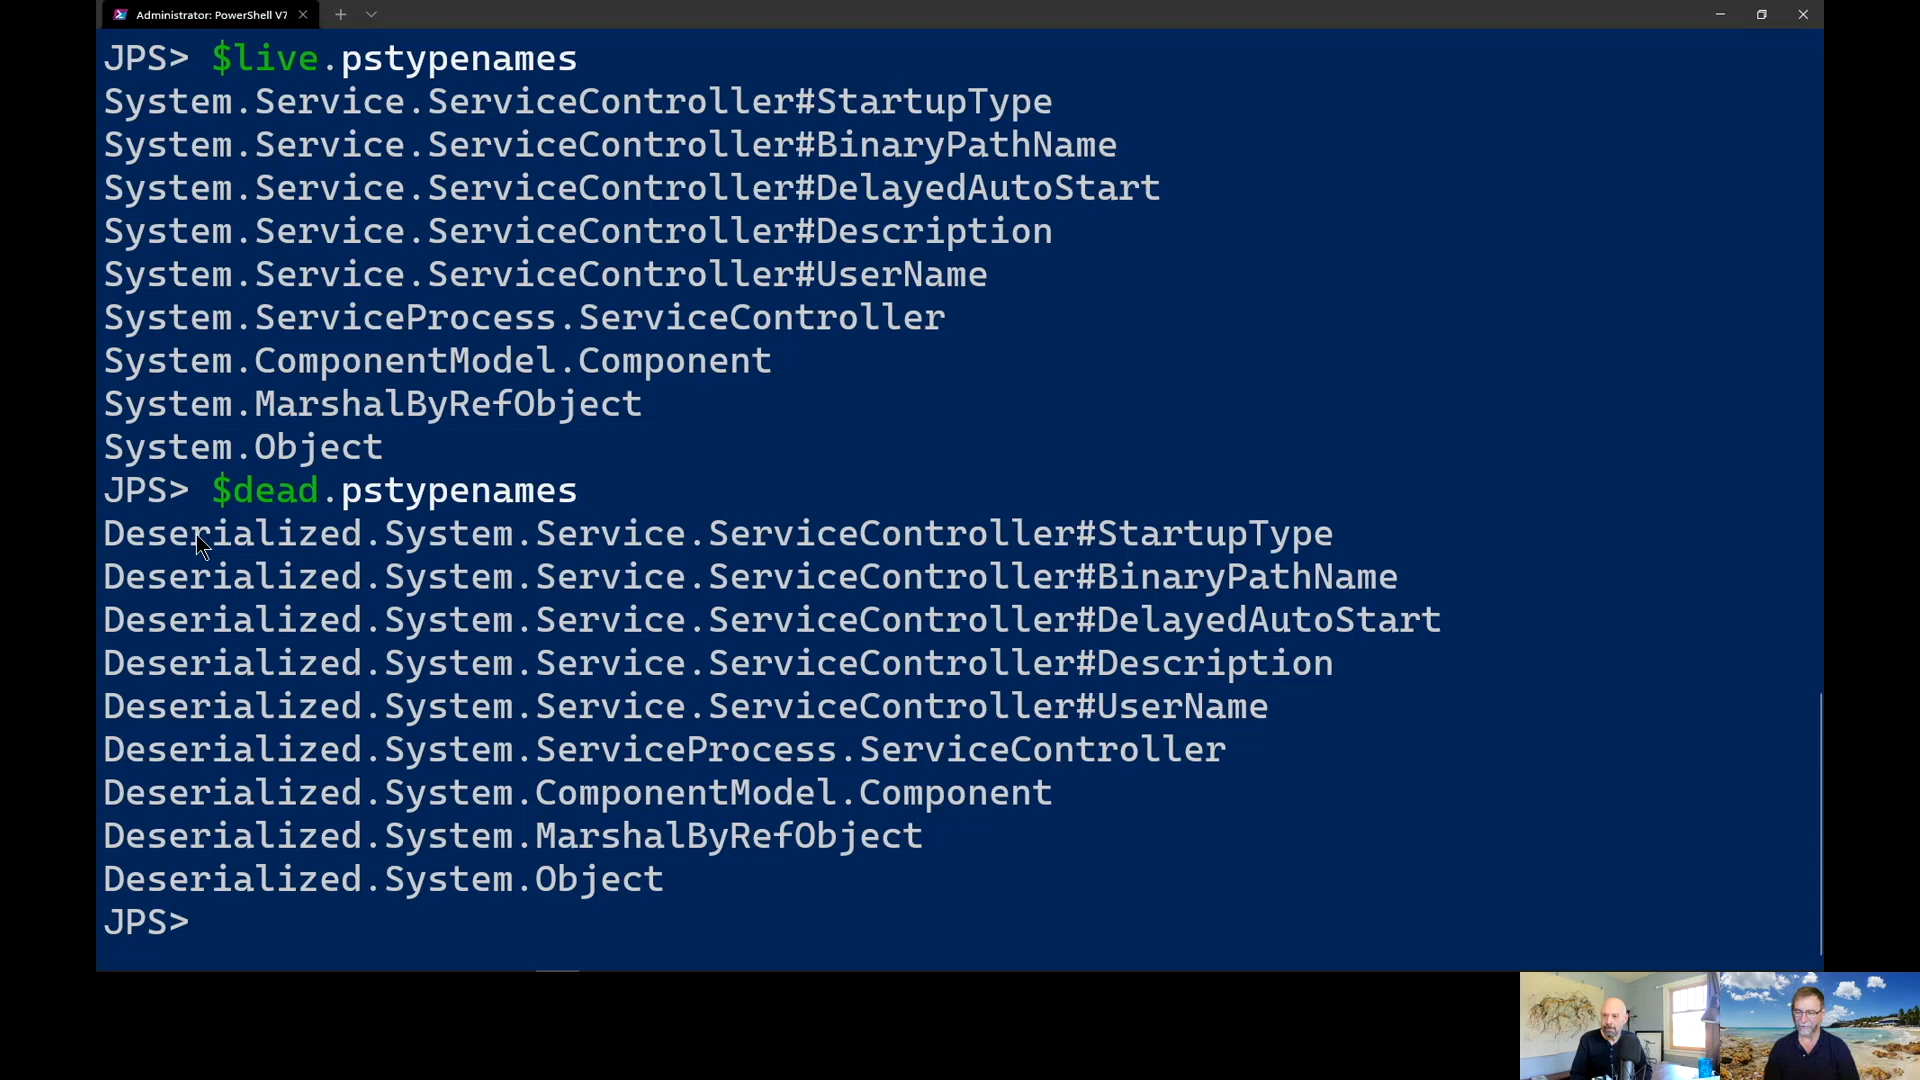 Administrator: PowerShell V7
JPS> $live.pstypenames
System.Service.ServiceController#StartupType
System.Service.ServiceController#BinaryPathName
System.Service.ServiceController#DelayedAutoStart
System.Service.ServiceController#Description
System.Service.ServiceController#UserName
System.ServiceProcess.ServiceController
System.ComponentModel.Component
System.MarshalByRefObject
System.Object
JPS> $dead.pstypenames
Deserialized.System.Service.ServiceController#StartupType
Deserialized.System.Service.ServiceController#BinaryPathName
Deserialized.System.Service.ServiceController#DelayedAutoStart
Deserialized.System.Service.ServiceController#Description
Deserialized.System.Service.ServiceController#UserName
Deserialized.System.ServiceProcess.ServiceController
Deserialized.System.ComponentModel.Component
Deserialized.System.MarshalByRefObject
Deserialized.System.Object
JPS>